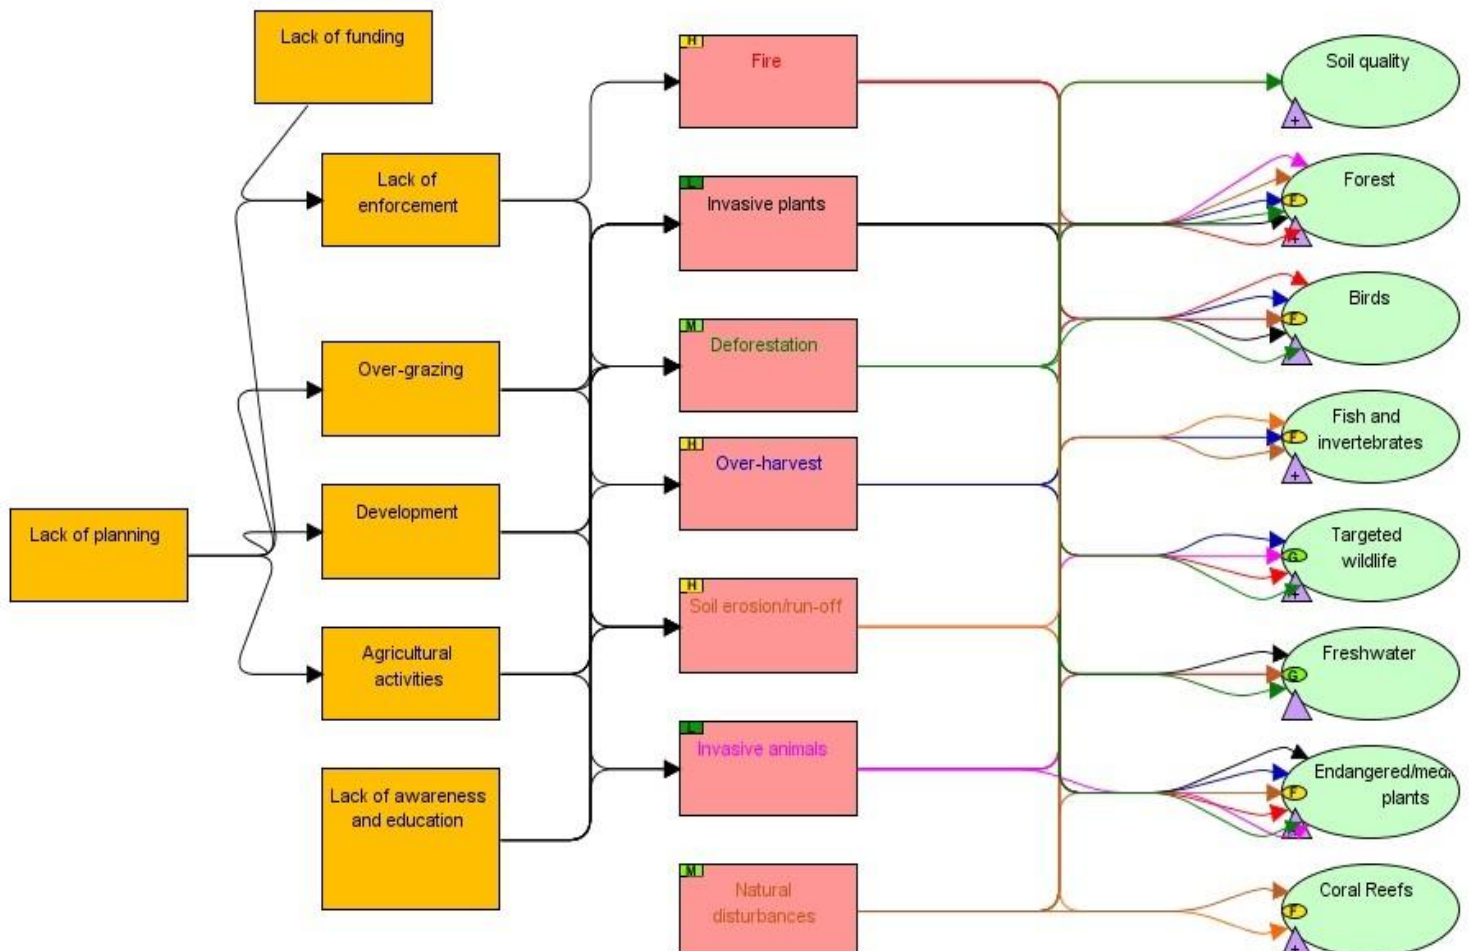 Lack of funding
Lack of
enforcement
Over-grazing
Development
Lack of planning
Agricultural
activities
Lack of awareness
and education
H
Fire
L
Invasive plants
M
Deforestation
H
Over-harvest
H
Soil erosion/run-off
L
Invasive animals
M
Natural
disturbances
Soil quality
+
Forest
F
+
Birds
F
Fish and
invertebrates
F
+
Targeted
wildlife
G
+
Freshwater
G
Endangered/medi
plants
F
Coral Reefs
F
+